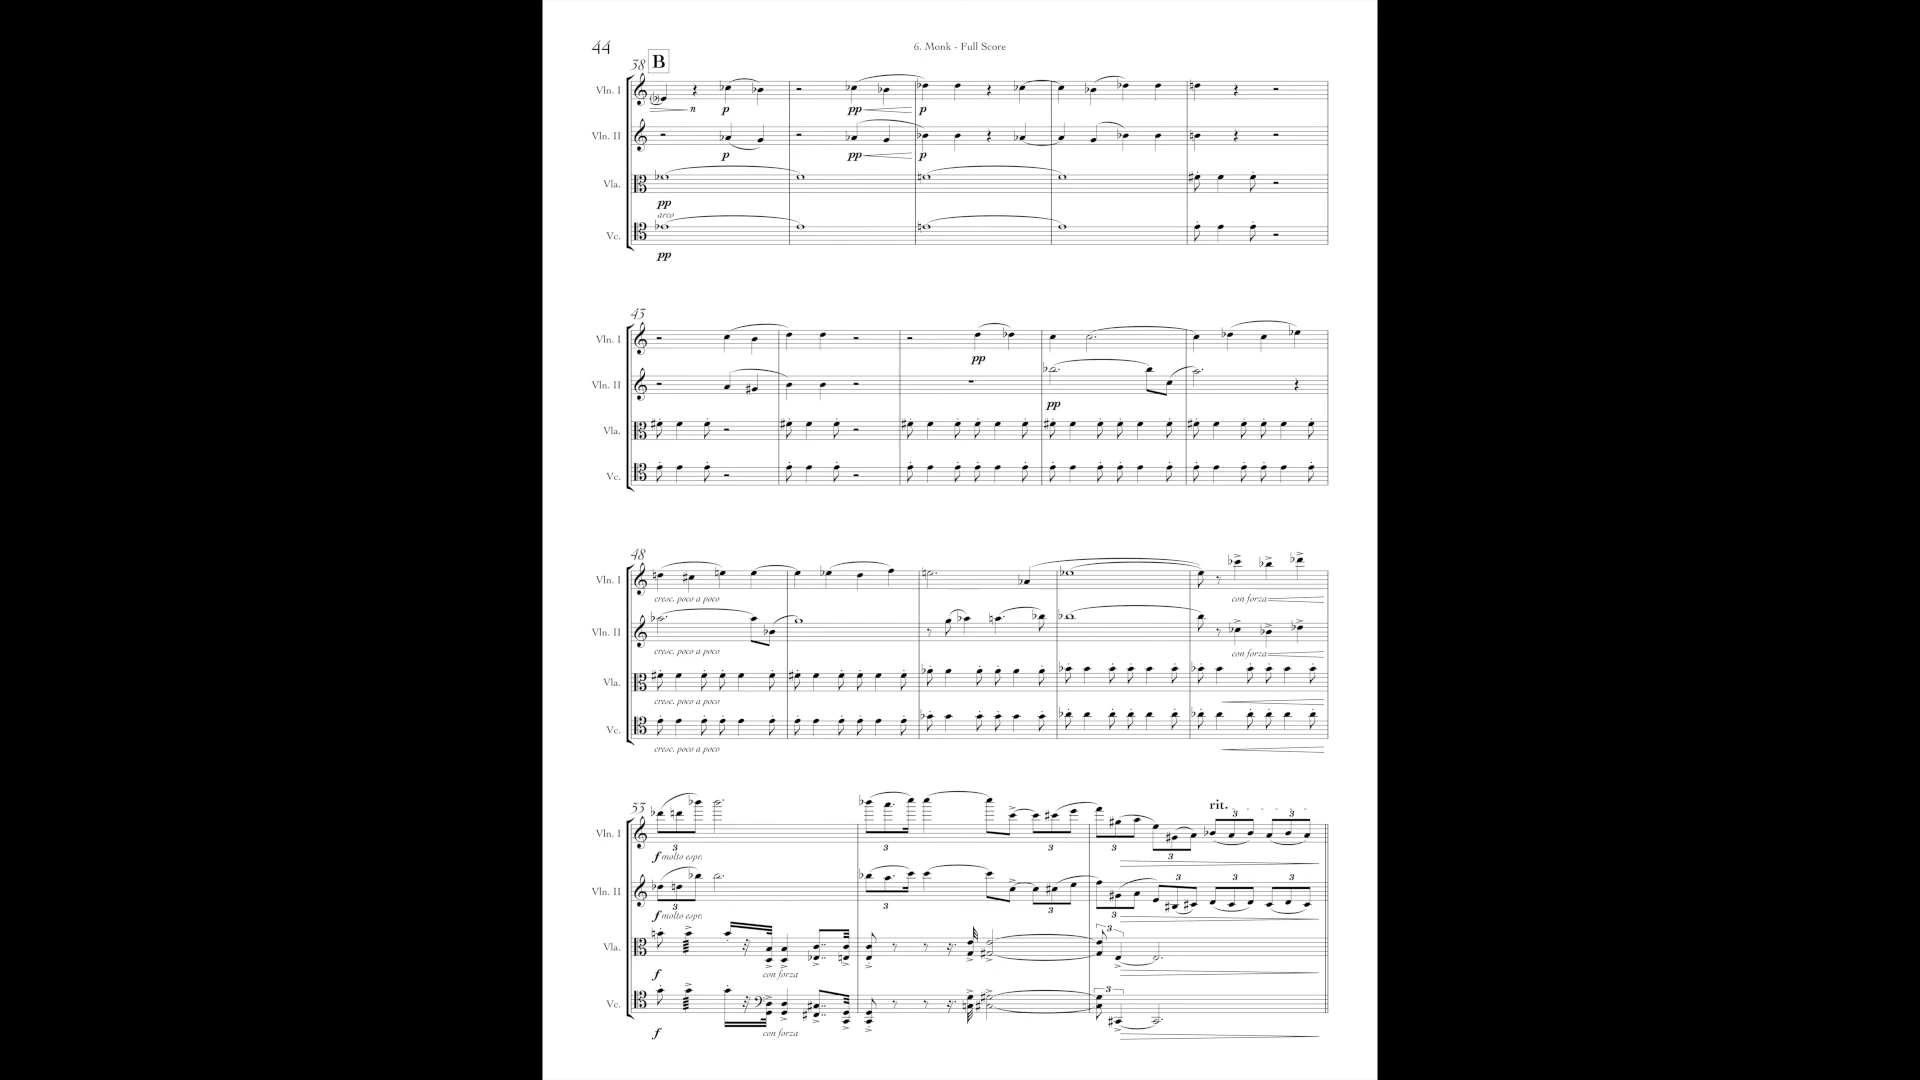 44
6. Monk - Full Score
38 B
Vln. I
n p pp p
Vln. II
p pp p
Vla.
pp
arco
Vc.
pp
43
Vln. I
pp
Vln. II
pp
Vla.
Vc.
48
Vln. I
cresc. poco a poco con forza
Vln. II
cresc. poco a poco con forza
Vla.
cresc. poco a poco
Vc.
cresc. poco a poco
53
rit.
3 3
Vln. I
3 3 3 3 3
f molto espr.
3 3 3
Vln. II
3 3 3 3
f molto espr.
3
Vla.
f con forza
3
Vc.
f con forza